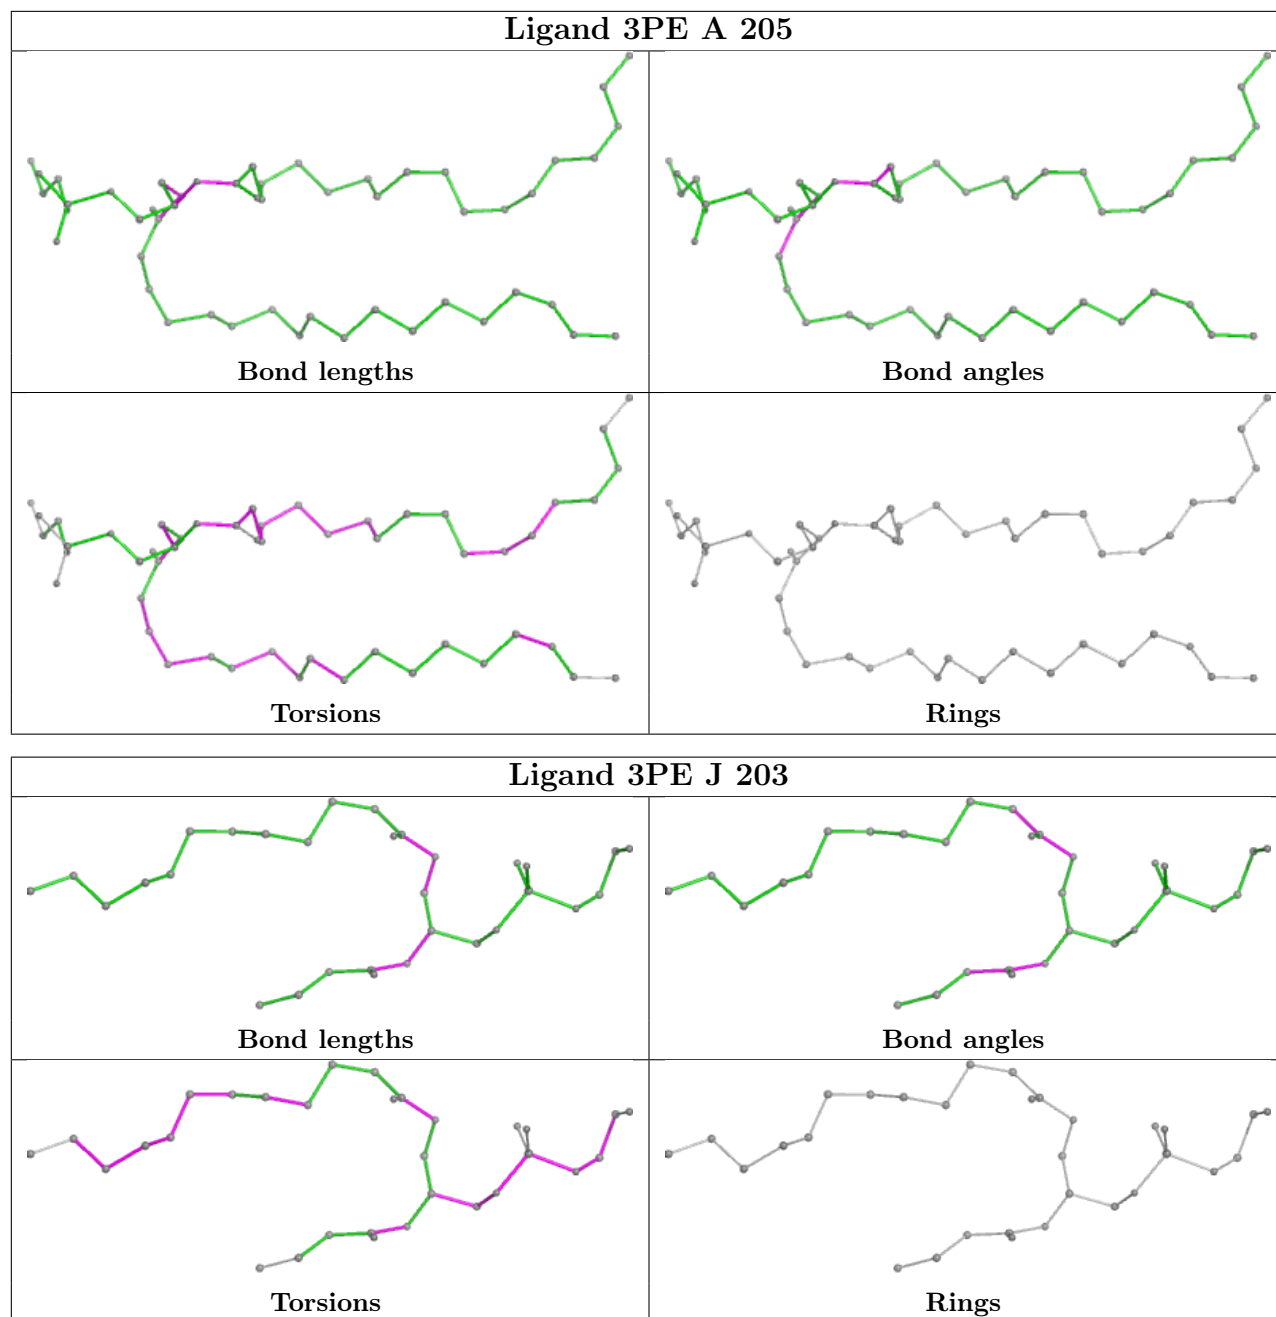 Ligand 3PE A 205
Bond lengths
Bond angles
Torsions
Rings
Ligand 3PE J 203
Bond lengths
Bond angles
Torsions
Rings